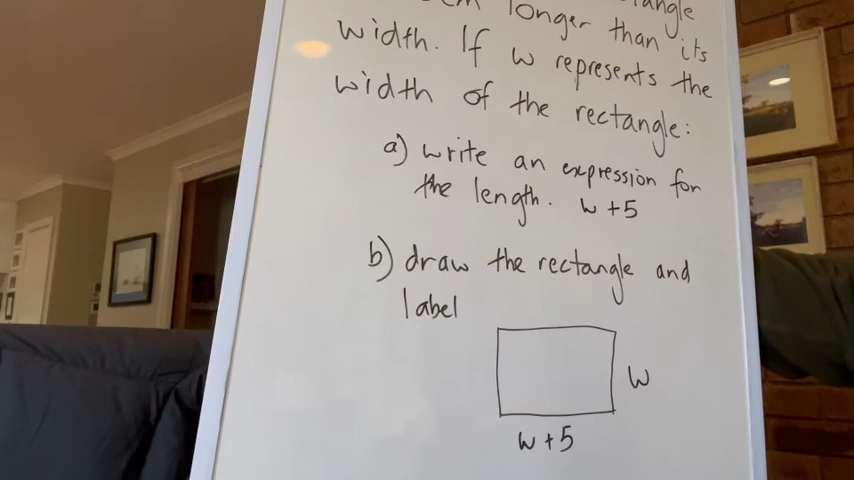 cm longer than its
width. If w represents the
width of the rectangle:
a) write an expression for
the length. w+5
b) draw the rectangle and
label
w
w+5